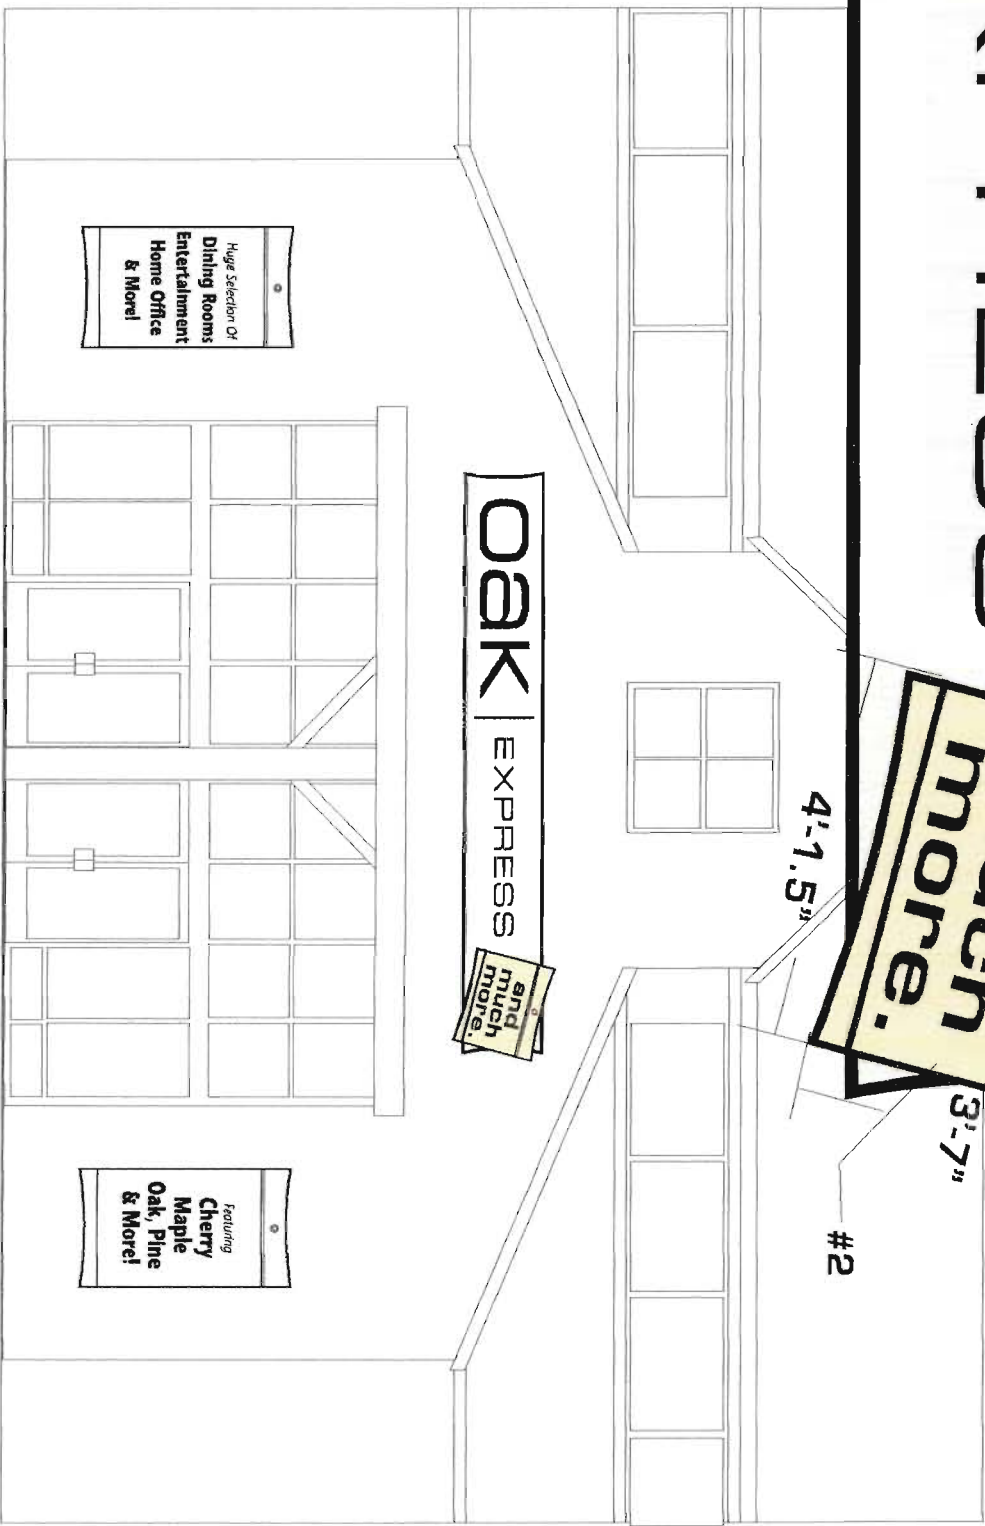 much
more.
4'-1.5"
3'-7"
#2
OaK | EXPRESS
and
much
more.
Huge Selection Of
Dining Rooms
Entertainment
Home Office
& More!
Featuring
Cherry
Maple
Oak, Pine
& More!